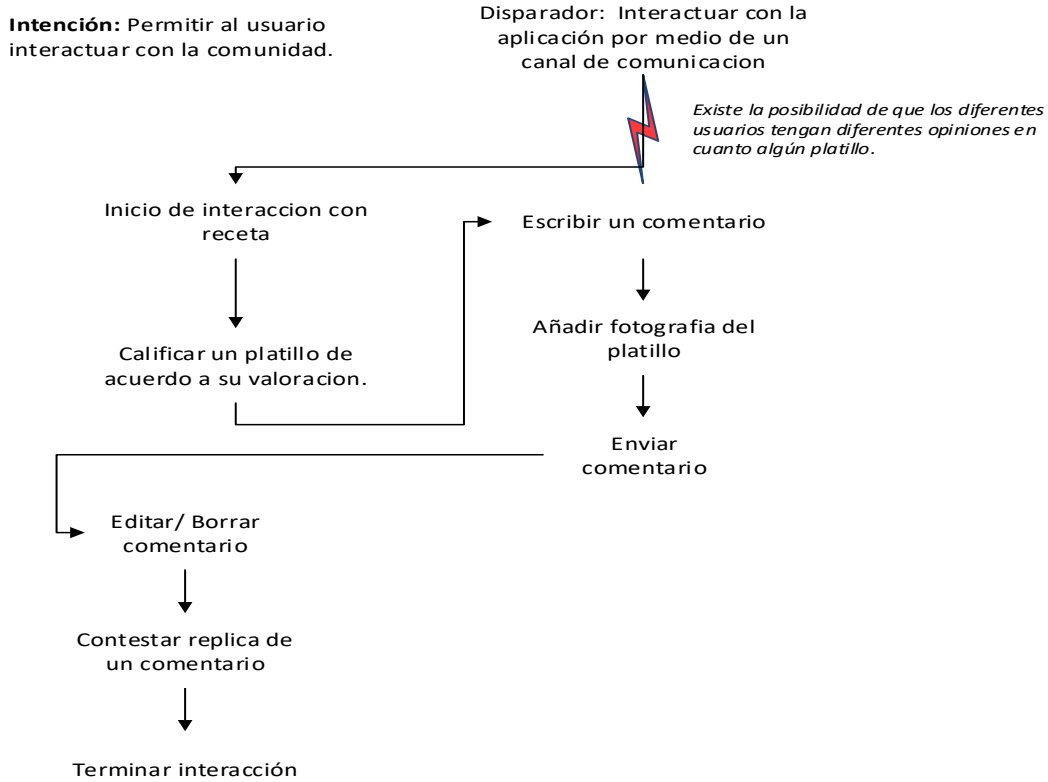 Intención: Permitir al usuario
interactuar con la comunidad.
Disparador: Interactuar con la
aplicación por medio de un
canal de comunicacion
Existe la posibilidad de que los diferentes
usuarios tengan diferentes opiniones en
cuanto algún platillo.
Inicio de interaccion con
receta
Calificar un platillo de
acuerdo a su valoracion.
Escribir un comentario
Añadir fotografia del
platillo
Enviar
comentario
Editar/ Borrar
comentario
Contestar replica de
un comentario
Terminar interacción